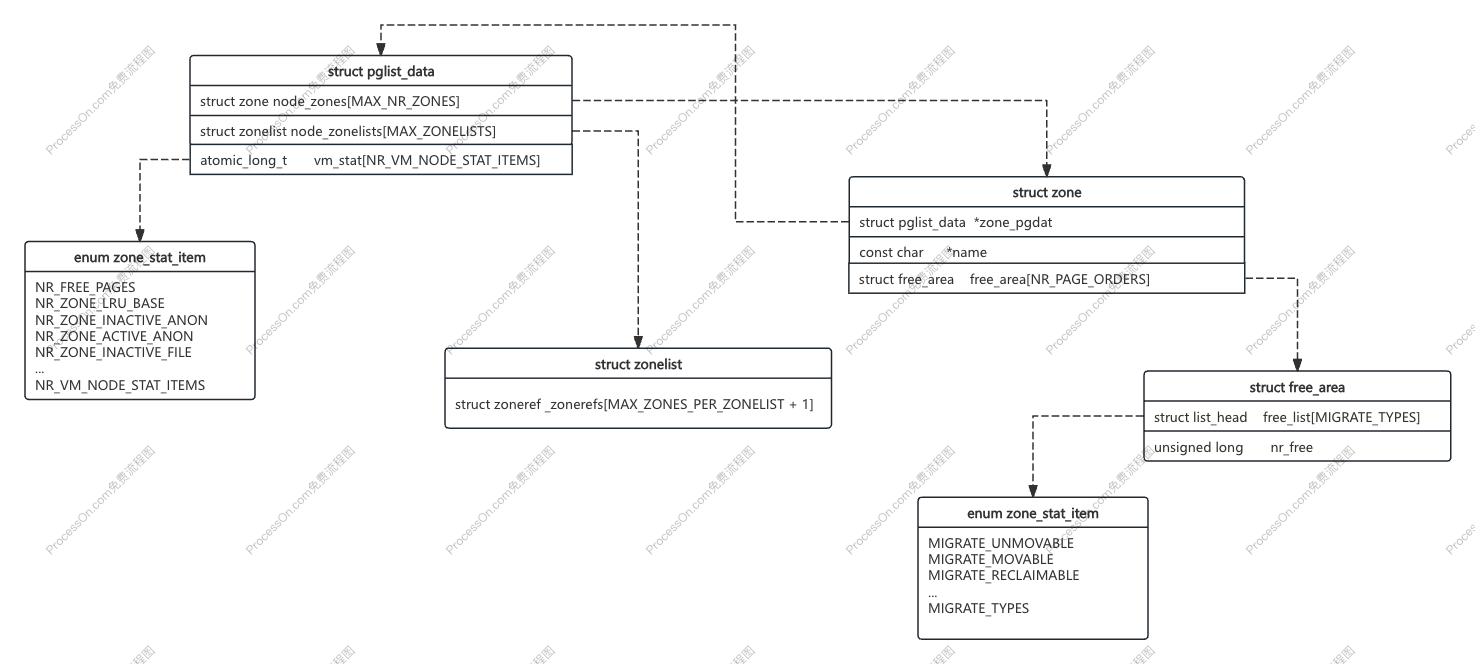 struct pglist_data
struct zone node_zones[MAX_NR_ZONES]
struct zonelist node_zonelists[MAX_ZONELISTS]
atomic_long_t vm_stat[NR_VM_NODE_STAT_ITEMS]
struct zone
struct pglist_data *zone_pgdat
const char *name
struct free_area free_area[NR_PAGE_ORDERS]
enum zone_stat_item
NR_FREE_PAGES
NR_ZONE_LRU_BASE
NR_ZONE_INACTIVE_ANON
NR_ZONE_ACTIVE_ANON
NR_ZONE_INACTIVE_FILE
...
NR_VM_NODE_STAT_ITEMS
struct zonelist
struct zoneref _zonerefs[MAX_ZONES_PER_ZONELIST + 1]
struct free_area
struct list_head free_list[MIGRATE_TYPES]
unsigned long nr_free
enum zone_stat_item
MIGRATE_UNMOVABLE
MIGRATE_MOVABLE
MIGRATE_RECLAIMABLE
...
MIGRATE_TYPES
ProcessOn.com免费流程图